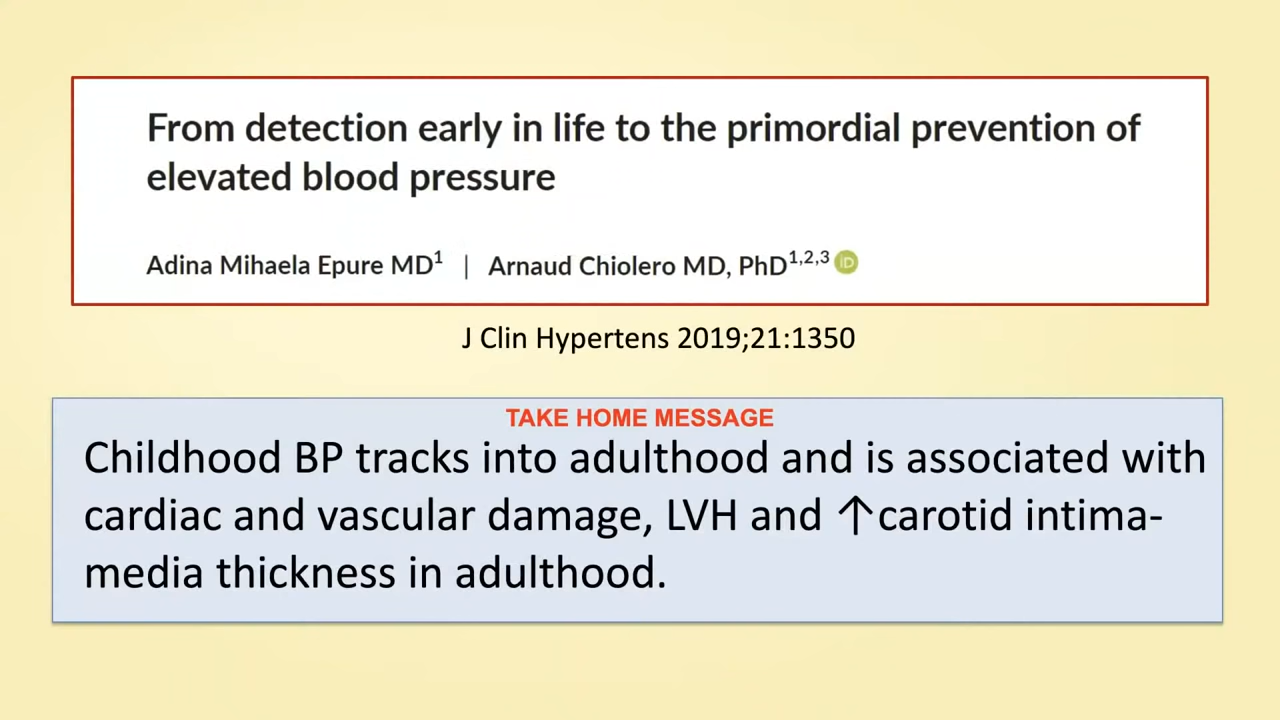 From detection early in life to the primordial prevention of
elevated blood pressure
Adina Mihaela Epure MD¹ | Arnaud Chiolero MD, PhD¹,²,³ iD
J Clin Hypertens 2019;21:1350
TAKE HOME MESSAGE
Childhood BP tracks into adulthood and is associated with
cardiac and vascular damage, LVH and ↑carotid intima-
media thickness in adulthood.